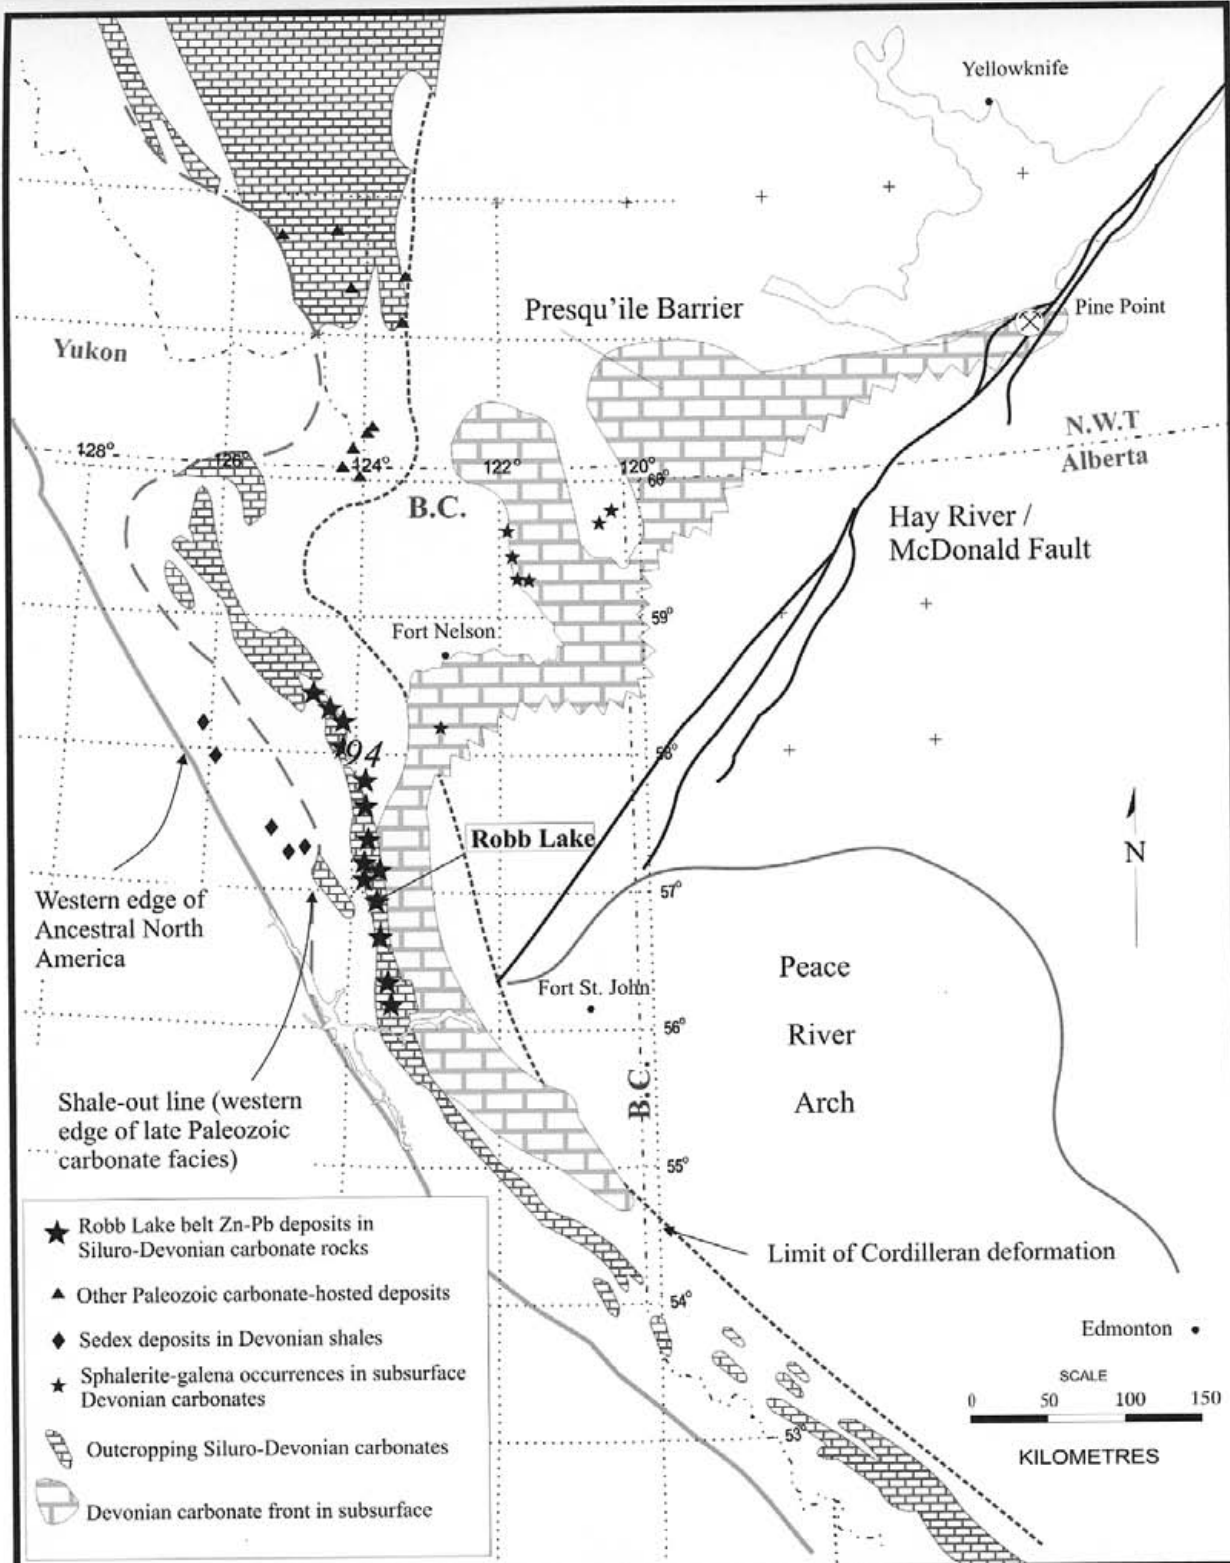 Yellowknife
Presqu'ile Barrier
Pine Point
Yukon
N.W.T
Alberta
128°
126°
124°
122°
120°
60°
B.C.
Hay River /
McDonald Fault
59°
Fort Nelson
94
58°
Robb Lake
N
57°
Western edge of
Ancestral North
America
Peace
River
Arch
Fort St. John
56°
B.C.
Shale-out line (western
edge of late Paleozoic
carbonate facies)
55°
Limit of Cordilleran deformation
54°
Edmonton
53°
Robb Lake belt Zn-Pb deposits in
Siluro-Devonian carbonate rocks
Other Paleozoic carbonate-hosted deposits
Sedex deposits in Devonian shales
Sphalerite-galena occurrences in subsurface
Devonian carbonates
Outcropping Siluro-Devonian carbonates
Devonian carbonate front in subsurface
SCALE
0 50 100 150
KILOMETRES